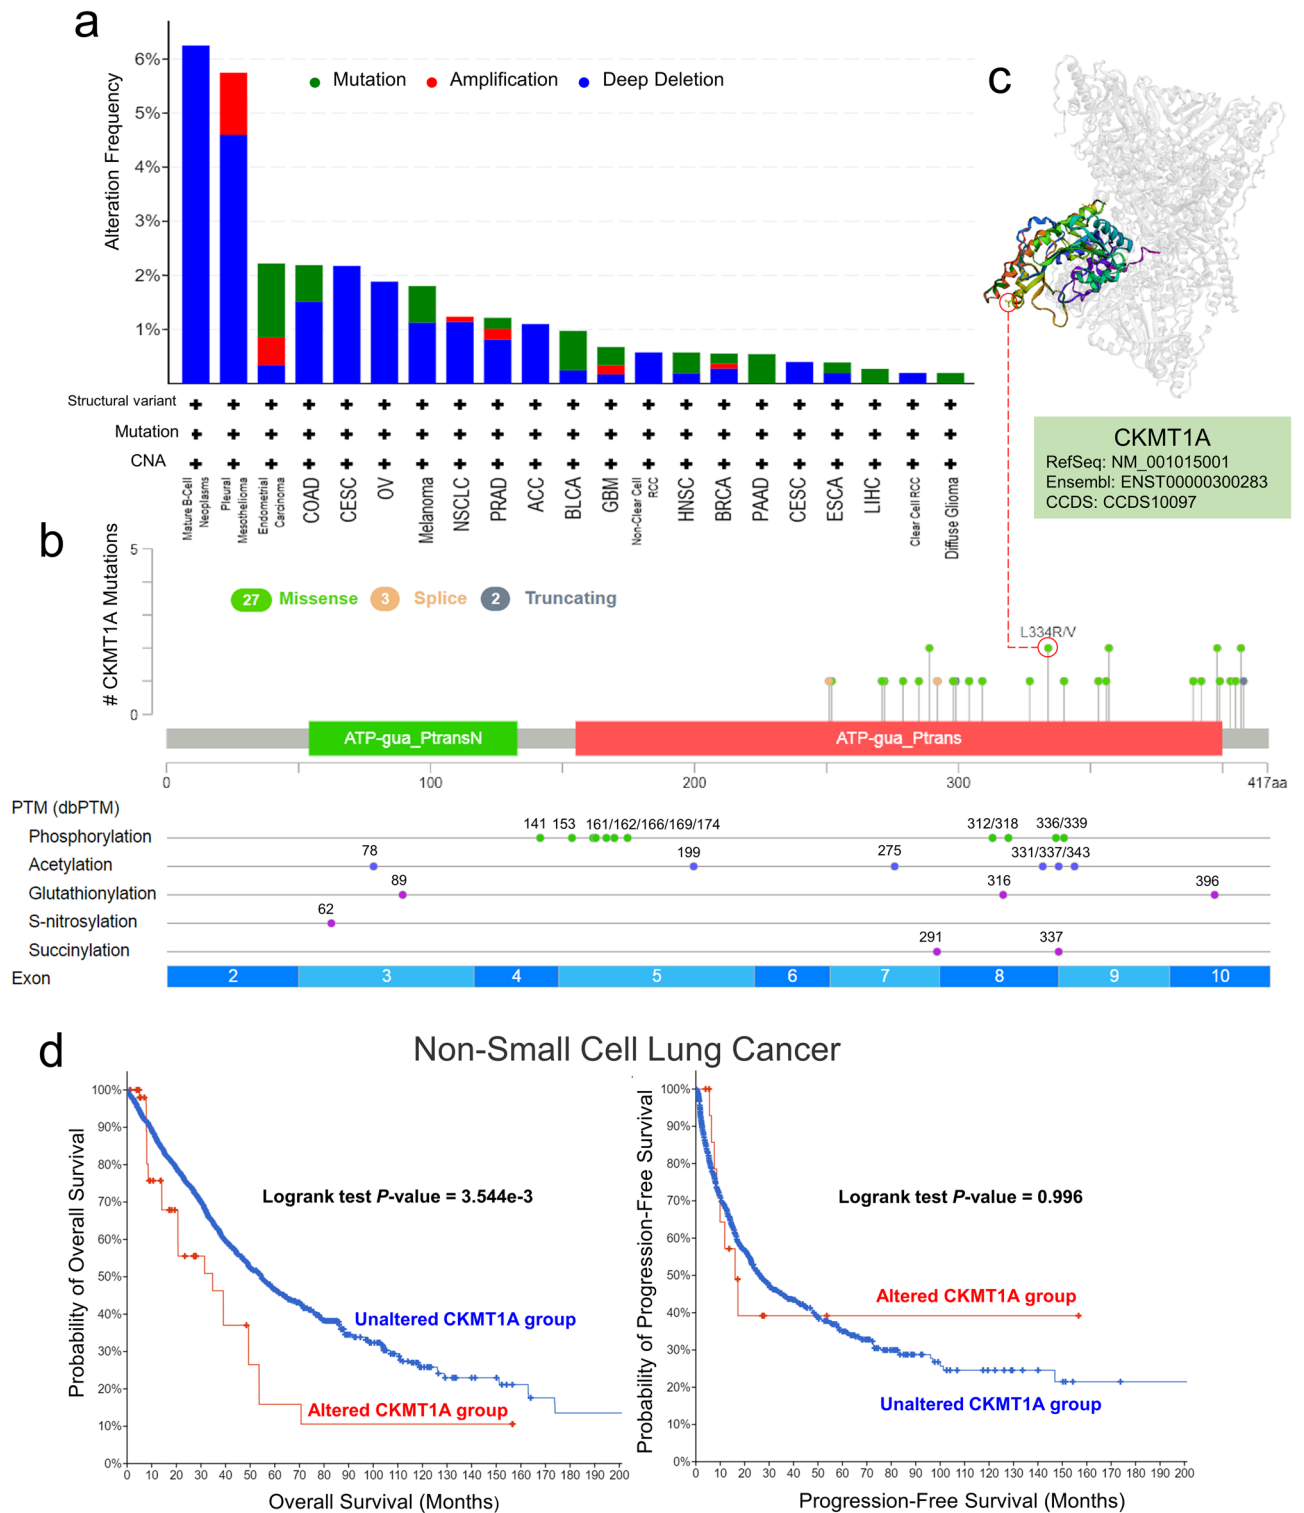 a
6%
5%
4%
3%
2%
1%
Alteration Frequency
Mutation
Amplification
Deep Deletion
Structural variant
Mutation
CNA
Mature B-Cell
Neoplasms
Pleural
Mesothelioma
Endometrial
Carcinoma
COAD
CESC
OV
Melanoma
NSCLC
PRAD
ACC
BLCA
GBM
Non-Clear Cell
RCC
HNSC
BRCA
PAAD
CESC
ESCA
LIHC
Clear Cell RCC
Diffuse Glioma
c
CKMT1A
RefSeq: NM_001015001
Ensembl: ENST00000300283
CCDS: CCDS10097
b
# CKMT1A Mutations
5
0
27 Missense 3 Splice 2 Truncating
L334R/V
ATP-gua_PtransN
ATP-gua_Ptrans
0 100 200 300 417aa
PTM (dbPTM)
Phosphorylation
141 153 161/162/166/169/174 312/318 336/339
Acetylation
78 199 275 331/337/343
Glutathionylation
89 316 396
S-nitrosylation
62
Succinylation
291 337
Exon
2 3 4 5 6 7 8 9 10
d
Non-Small Cell Lung Cancer
Probability of Overall Survival
100%
90%
80%
70%
60%
50%
40%
30%
20%
10%
0%
Logrank test P-value = 3.544e-3
Unaltered CKMT1A group
Altered CKMT1A group
0 10 20 30 40 50 60 70 80 90 100 110 120 130 140 150 160 170 180 190 200
Overall Survival (Months)
Probability of Progression-Free Survival
100%
90%
80%
70%
60%
50%
40%
30%
20%
10%
0%
Logrank test P-value = 0.996
Altered CKMT1A group
Unaltered CKMT1A group
0 10 20 30 40 50 60 70 80 90 100 110 120 130 140 150 160 170 180 190 200
Progression-Free Survival (Months)